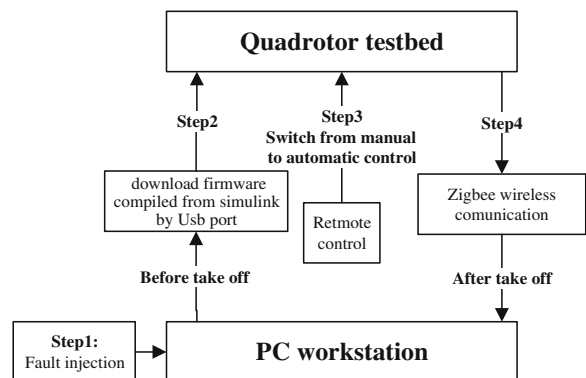 Quadrotor testbed
Step2
Step3
Switch from manual
to automatic control
Step4
download firmware
compiled from simulink
by Usb port
Retmote
control
Zigbee wireless
comunication
Before take off
After take off
Step1:
Fault injection
PC workstation